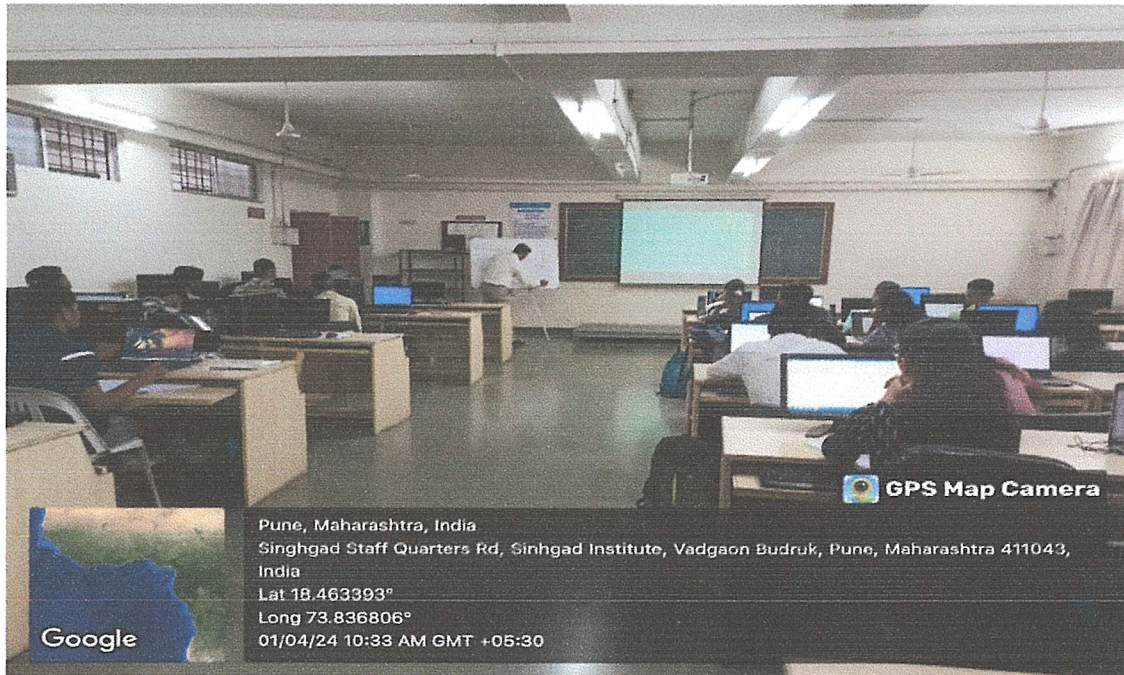 GPS Map Camera
Pune, Maharashtra, India
Singhgad Staff Quarters Rd, Sinhgad Institute, Vadgaon Budruk, Pune, Maharashtra 411043,
India
Lat 18.463393°
Long 73.836806°
01/04/24 10:33 AM GMT +05:30
Google